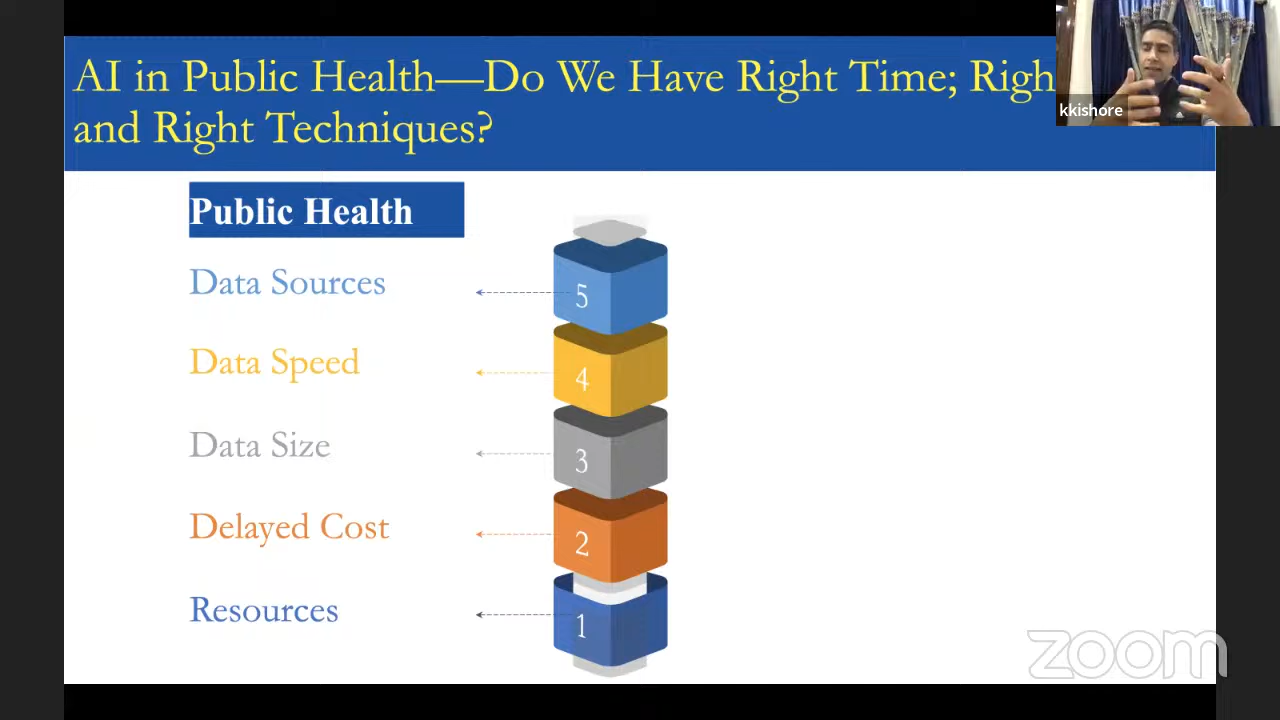 AI in Public Health—Do We Have Right Time; Righ
and Right Techniques?
kkishore
Public Health
Data Sources
5
Data Speed
4
Data Size
3
Delayed Cost
2
Resources
1
zoom